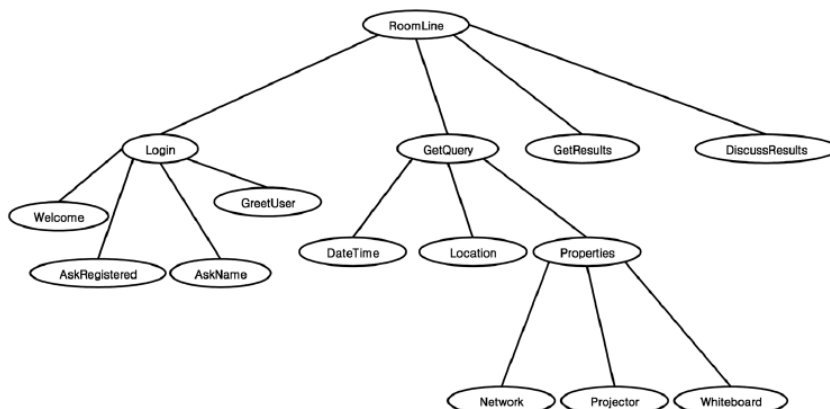 RoomLine
Login
GetQuery
GetResults
DiscussResults
Welcome
GreetUser
AskRegistered
AskName
DateTime
Location
Properties
Network
Projector
Whiteboard